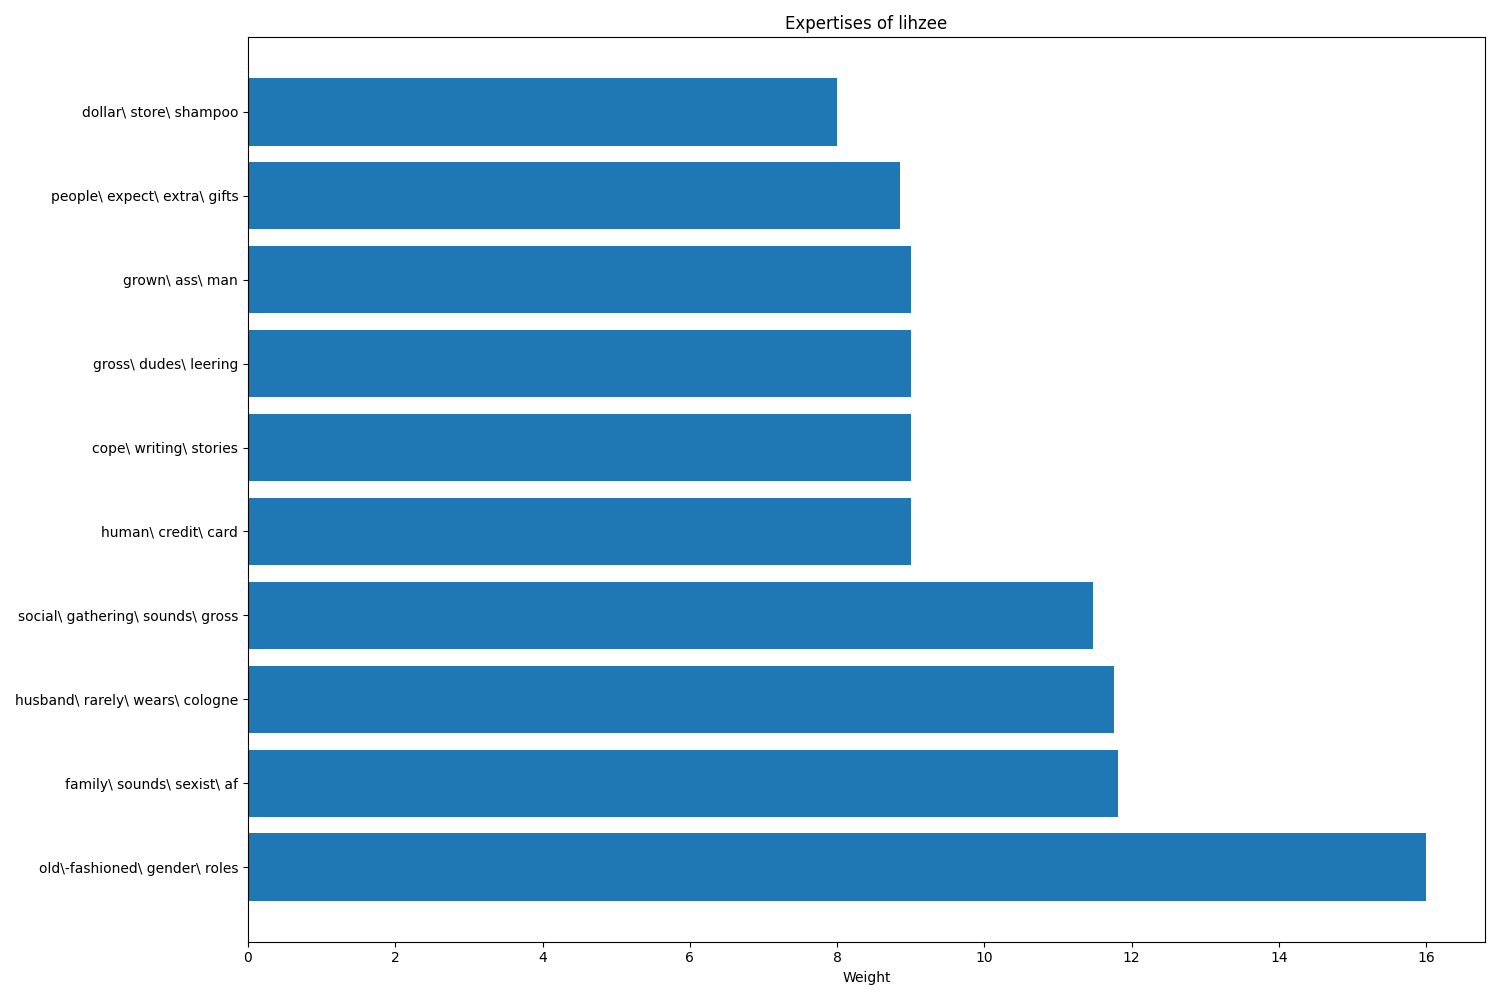 Expertises of lihzee
dollar\ store\ shampoo
people\ expect\ extra\ gifts
grown\ ass\ man
gross\ dudes\ leering
cope\ writing\ stories
human\ credit\ card
social\ gathering\ sounds\ gross
husband\ rarely\ wears\ cologne
family\ sounds\ sexist\ af
old\-fashioned\ gender\ roles
0 2 4 6 8 10 12 14 16
Weight